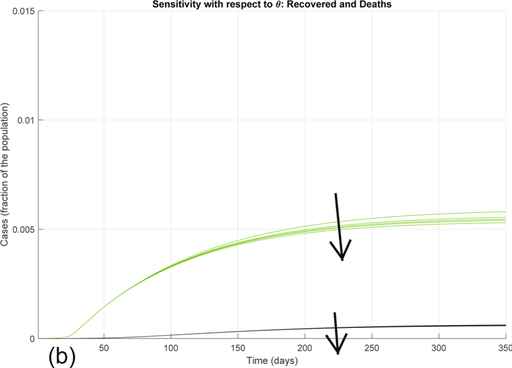 Sensitivity with respect to θ: Recovered and Deaths
Cases (fraction of the population)
0.015
0.01
0.005
0
50
100
150
200
250
300
350
Time (days)
(b)